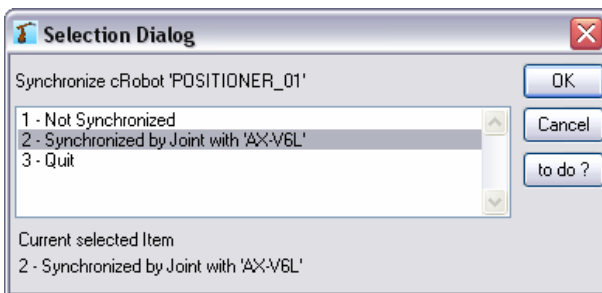 Selection Dialog
Synchronize cRobot 'POSITIONER_01'
OK
1 - Not Synchronized
2 - Synchronized by Joint with 'AX-V6L'
3 - Quit
Cancel
to do ?
Current selected Item
2 - Synchronized by Joint with 'AX-V6L'